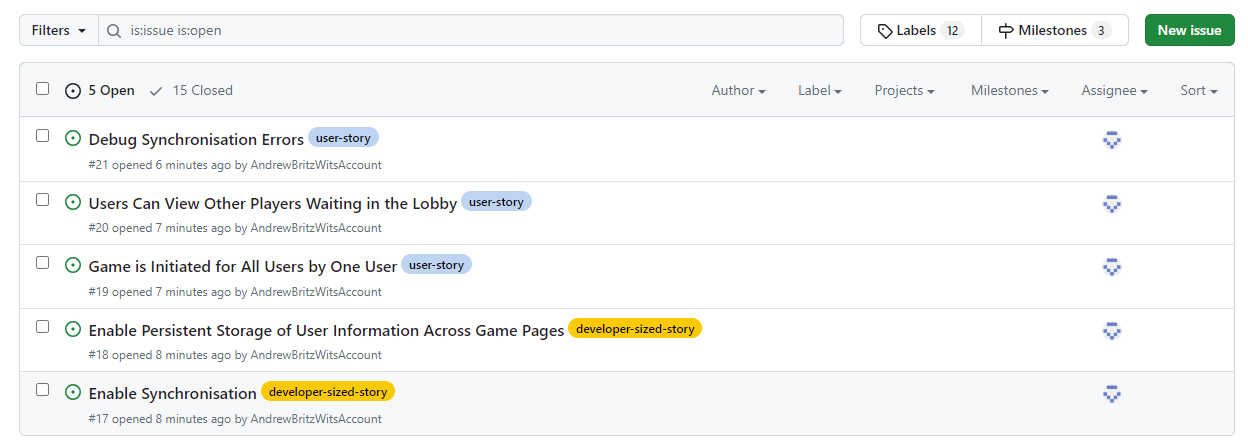 Filters is:issue is:open Labels 12 Milestones 3 New issue
5 Open 15 Closed Author Label Projects Milestones Assignee Sort
Debug Synchronisation Errors user-story
#21 opened 6 minutes ago by AndrewBritzWitsAccount
Users Can View Other Players Waiting in the Lobby user-story
#20 opened 7 minutes ago by AndrewBritzWitsAccount
Game is Initiated for All Users by One User user-story
#19 opened 7 minutes ago by AndrewBritzWitsAccount
Enable Persistent Storage of User Information Across Game Pages developer-sized-story
#18 opened 8 minutes ago by AndrewBritzWitsAccount
Enable Synchronisation developer-sized-story
#17 opened 8 minutes ago by AndrewBritzWitsAccount